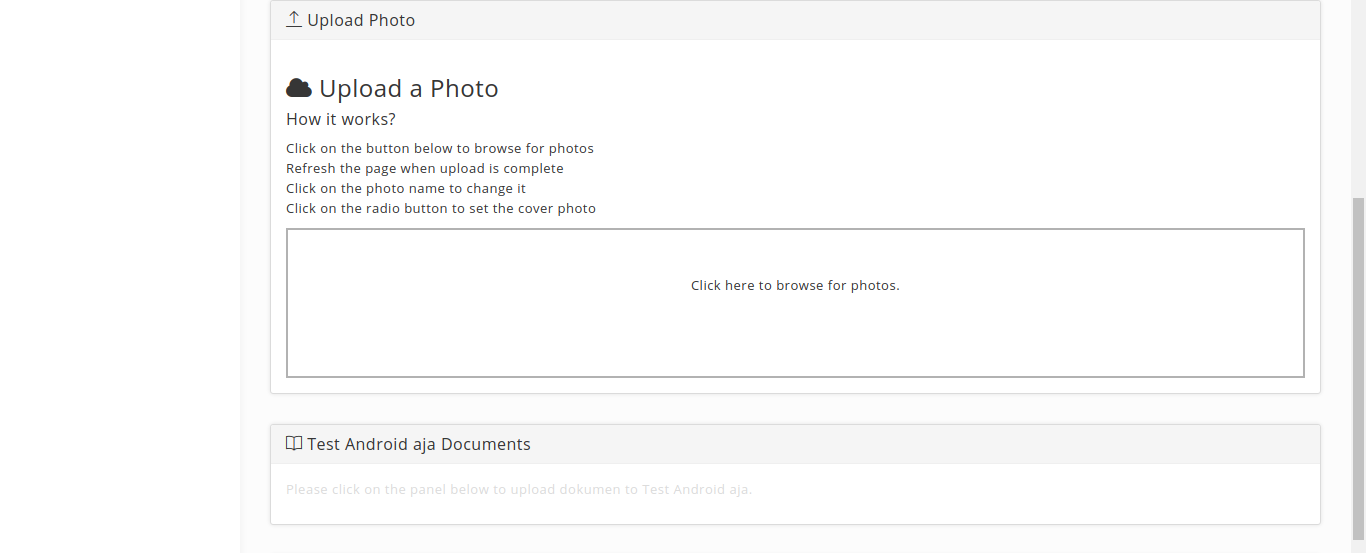 Upload Photo
Upload a Photo
How it works?
Click on the button below to browse for photos
Refresh the page when upload is complete
Click on the photo name to change it
Click on the radio button to set the cover photo
Click here to browse for photos.
Test Android aja Documents
Please click on the panel below to upload dokumen to Test Android aja.